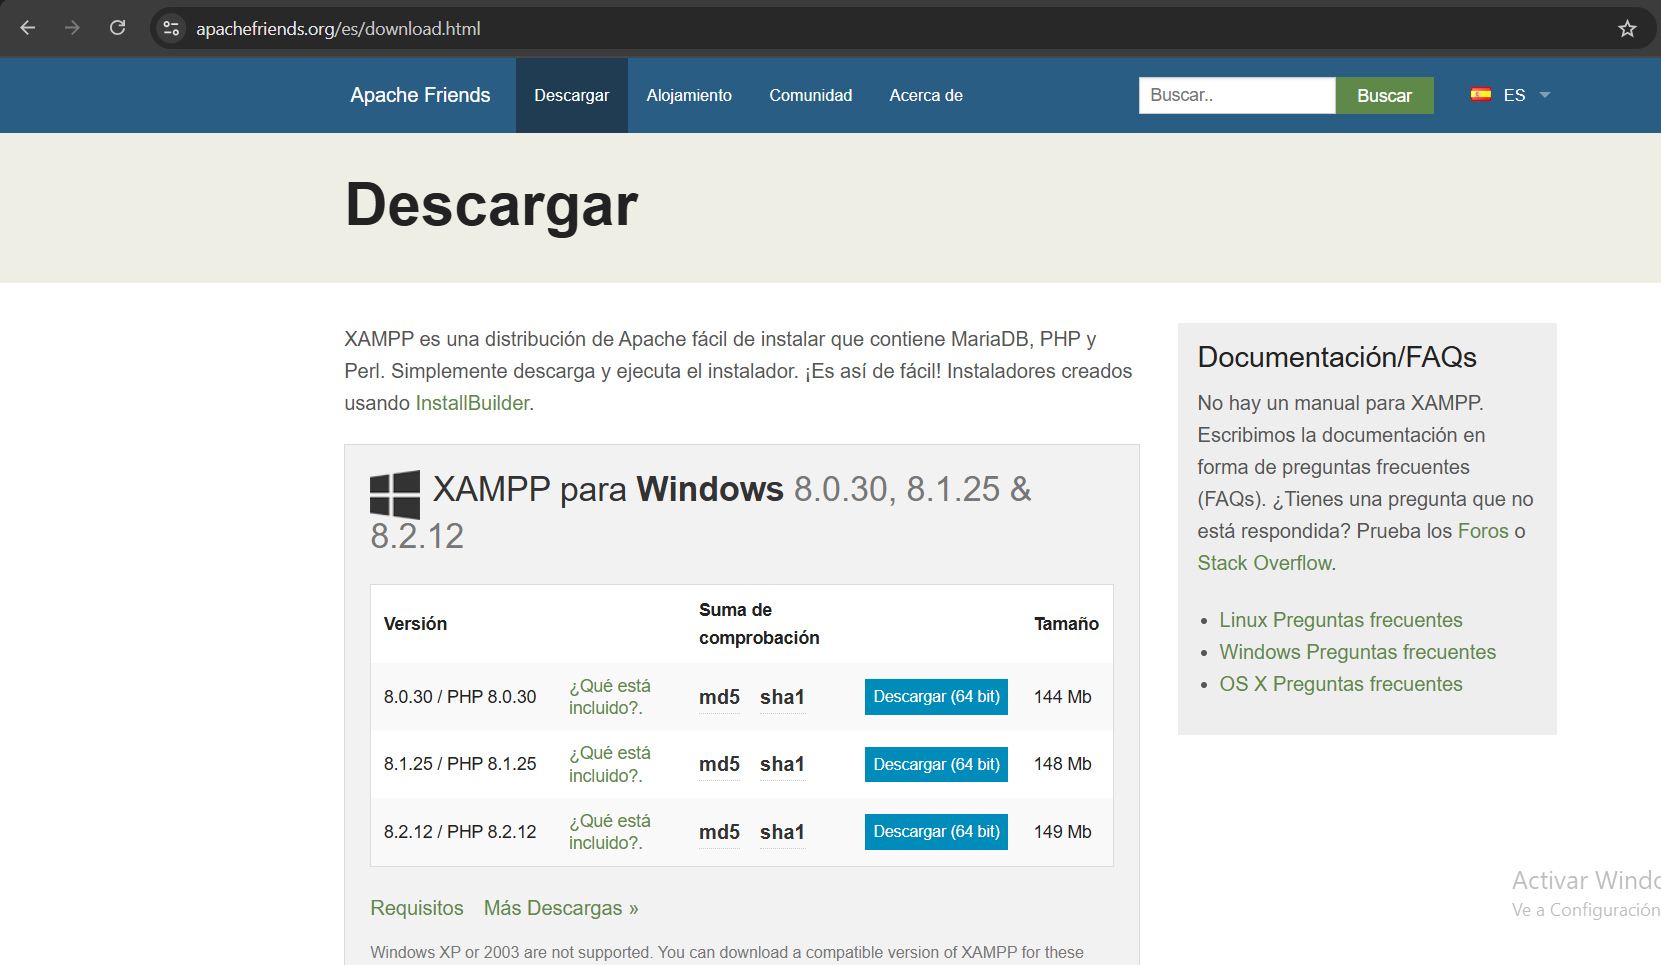 apachefriends.org/es/download.html
Apache Friends
Descargar
Alojamiento
Comunidad
Acerca de
Buscar..
Buscar
ES
Descargar
XAMPP es una distribución de Apache fácil de instalar que contiene MariaDB, PHP y
Perl. Simplemente descarga y ejecuta el instalador. ¡Es así de fácil! Instaladores creados
usando InstallBuilder.
XAMPP para Windows 8.0.30, 8.1.25 &
8.2.12
Versión
Suma de
comprobación
Tamaño
8.0.30 / PHP 8.0.30
¿Qué está
incluido?.
md5
sha1
Descargar (64 bit)
144 Mb
8.1.25 / PHP 8.1.25
¿Qué está
incluido?.
md5
sha1
Descargar (64 bit)
148 Mb
8.2.12 / PHP 8.2.12
¿Qué está
incluido?.
md5
sha1
Descargar (64 bit)
149 Mb
Requisitos
Más Descargas »
Windows XP or 2003 are not supported. You can download a compatible version of XAMPP for these
Documentación/FAQs
No hay un manual para XAMPP.
Escribimos la documentación en
forma de preguntas frecuentes
(FAQs). ¿Tienes una pregunta que no
está respondida? Prueba los Foros o
Stack Overflow.
Linux Preguntas frecuentes
Windows Preguntas frecuentes
OS X Preguntas frecuentes
Activar Windo
Ve a Configuración